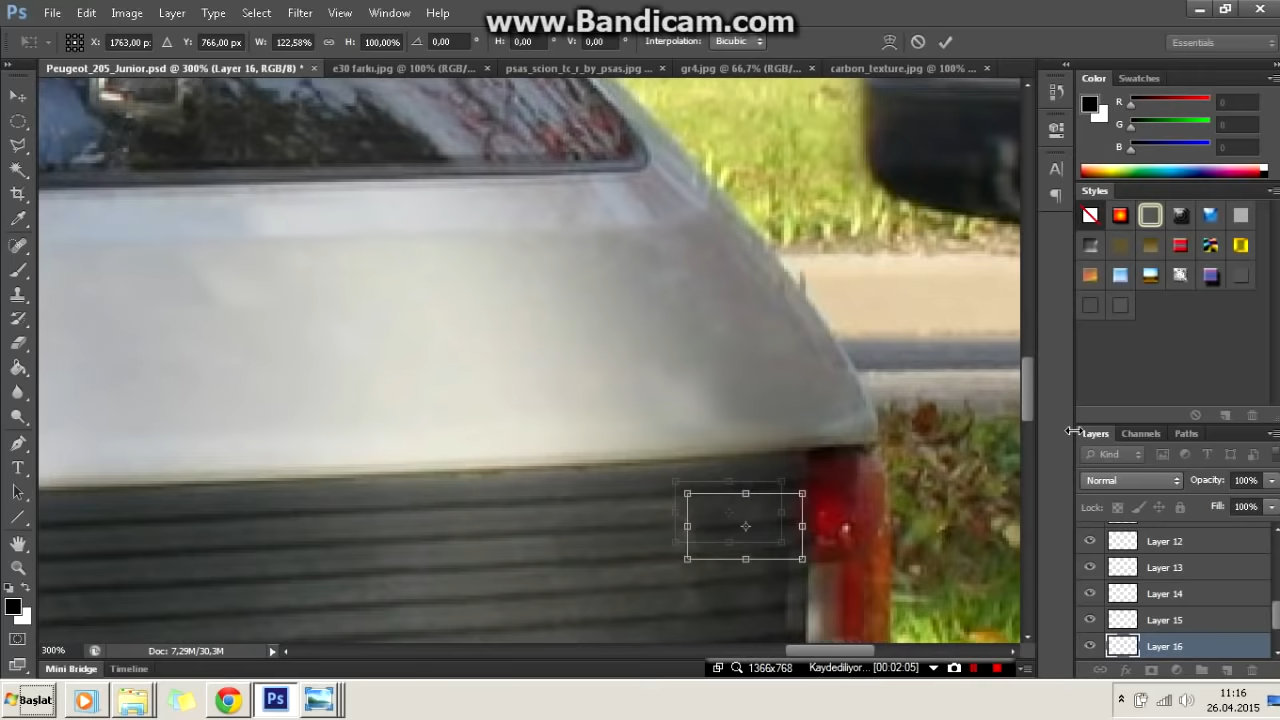 www.Bandicam.com
Ps File Edit Image Layer Type Select Filter View Window Help
X: 1763,00 p: Y: 766,00 px W: 122,58% H: 100,00% 0,00 ° H: 0,00 ° V: 0,00 ° Interpolation: Bicubic Essentials
Peugeot_205_Junior.psd @ 300% (Layer 16, RGB/8) * × e30 farkı.jpg @ 100% (RGB/... × psas_scion_tc_r_by_psas.jpg ... × gr4.jpg @ 66,7% (RGB/... × carbon_texture.jpg @ 100% ... ×
Color Swatches
R 0
G 0
B 0
Styles
Layers Channels Paths
Kind
Normal Opacity: 100%
Lock: Fill: 100%
Layer 12
Layer 13
Layer 14
Layer 15
Layer 16
300% Doc: 7,29M/30,3M
Mini Bridge Timeline
1366x768 Kaydediliyor... [00:02:05]
Başlat Ps
11:16
26.04.2015